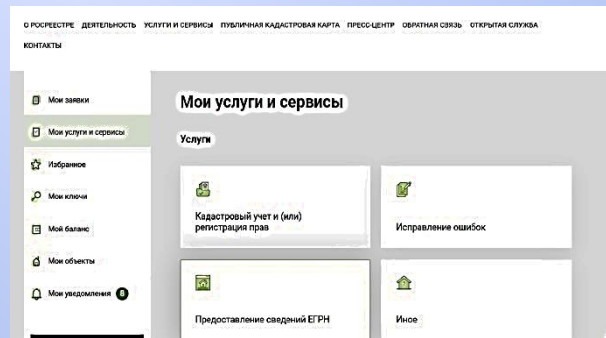 О РОСРЕЕСТРЕ ДЕЯТЕЛЬНОСТЬ УСЛУГИ И СЕРВИСЫ ПУБЛИЧНАЯ КАДАСТРОВАЯ КАРТА ПРЕСС-ЦЕНТР ОБРАТНАЯ СВЯЗЬ ОТКРЫТАЯ СЛУЖБА
КОНТАКТЫ
Мои заявки
Мои услуги и сервисы
Избранное
Мои ключи
Мой баланс
Мои объекты
Мои уведомления 8
Мои услуги и сервисы
Услуги
Кадастровый учет и (или)
регистрация прав
Исправление ошибок
Предоставление сведений ЕГРН
Иное